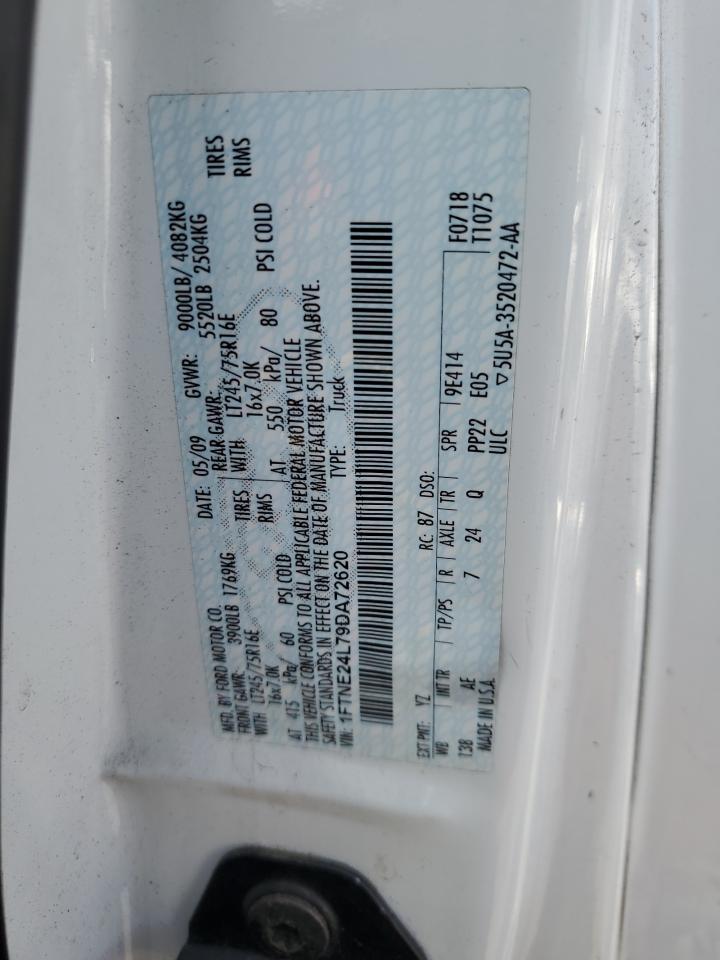 MFD. BY FORD MOTOR CO. DATE: 05/09 GVWR: 9000LB/ 4082KG
FRONT GAWR: 3900LB 1769KG REAR GAWR: 5520LB 2504KG
WITH LT245/75R16E TIRES WITH LT245/75R16E TIRES
16x7.0K RIMS 16x7.0K RIMS
AT 415 kPa/ 60 PSI COLD AT 550 kPa/ 80 PSI COLD
THIS VEHICLE CONFORMS TO ALL APPLICABLE FEDERAL MOTOR VEHICLE
SAFETY STANDARDS IN EFFECT ON THE DATE OF MANUFACTURE SHOWN ABOVE.
VIN: 1FTNE24L79DA72620 TYPE: Truck
F0718
T1075
EXT PNT: YZ RC: 87 DSO:
WB INT TR TP/PS R AXLE TR SPR 9E414
138 AE 7 24 Q PP22 E05
MADE IN U.S.A. ULC ▽5U5A-3520472-AA